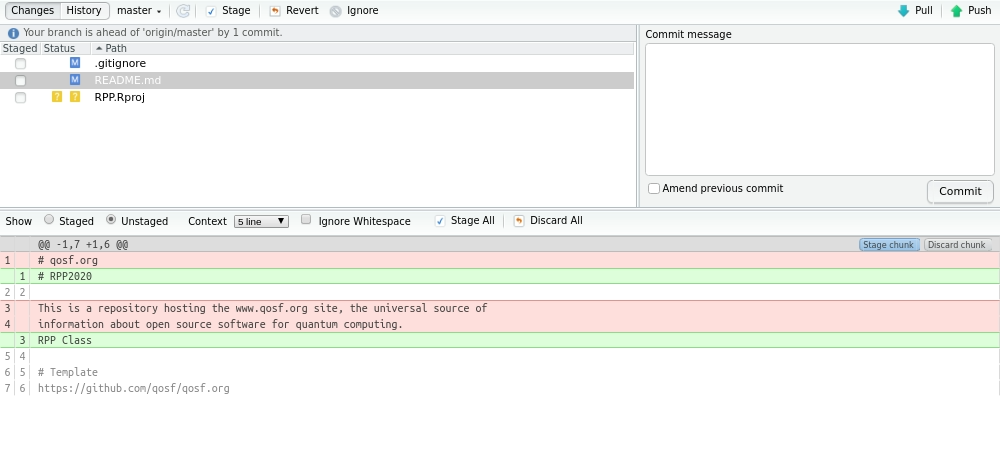 Changes History master Stage Revert Ignore Pull Push
Your branch is ahead of 'origin/master' by 1 commit.
Commit message
Staged Status Path
M .gitignore
M README.md
? ? RPP.Rproj
Amend previous commit Commit
Show Staged Unstaged Context 5 line Ignore Whitespace Stage All Discard All
@@ -1,7 +1,6 @@ Stage chunk Discard chunk
1 # qosf.org
1 # RPP2020
2 2
3 This is a repository hosting the www.qosf.org site, the universal source of
4 information about open source software for quantum computing.
3 RPP Class
5 4
6 5 # Template
7 6 https://github.com/qosf/qosf.org